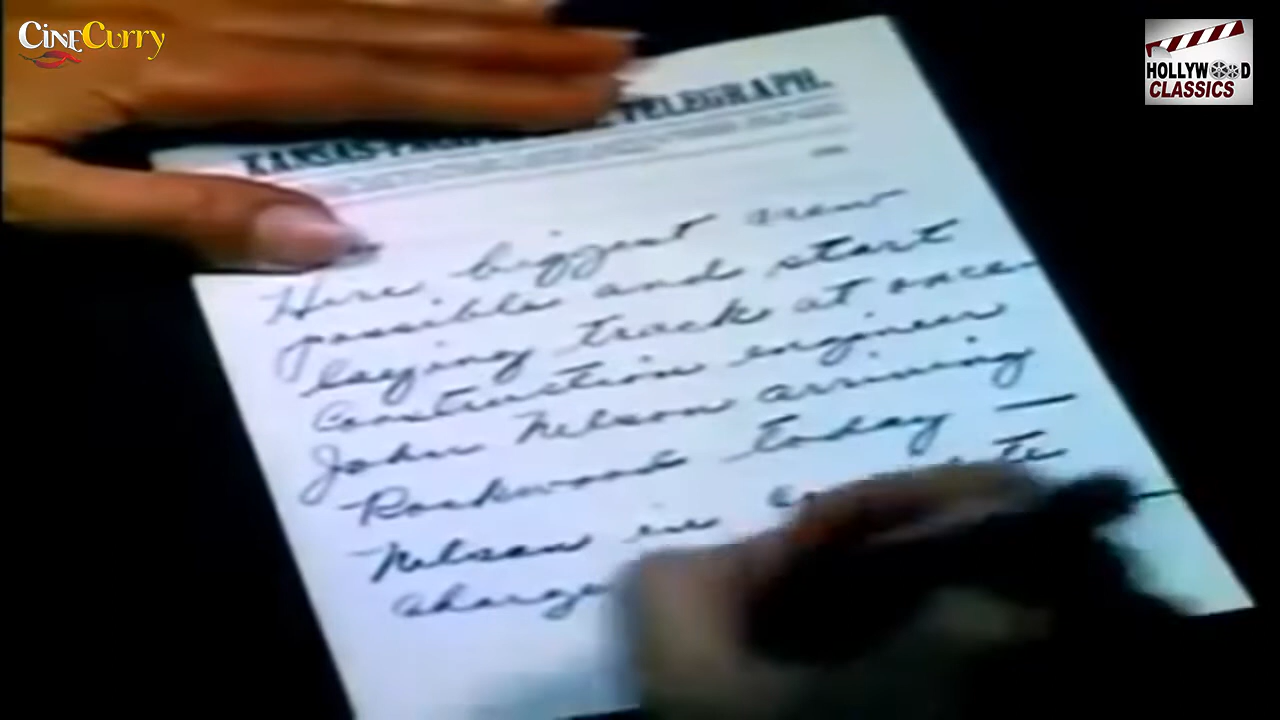 CINECURRY
HOLLYWOOD
CLASSICS
TELEGRAPH.
Hire biggest crew
possible and start
laying track at once.
Construction engineer
John Nelson arriving
Rockwood today —
Nelson in
charge